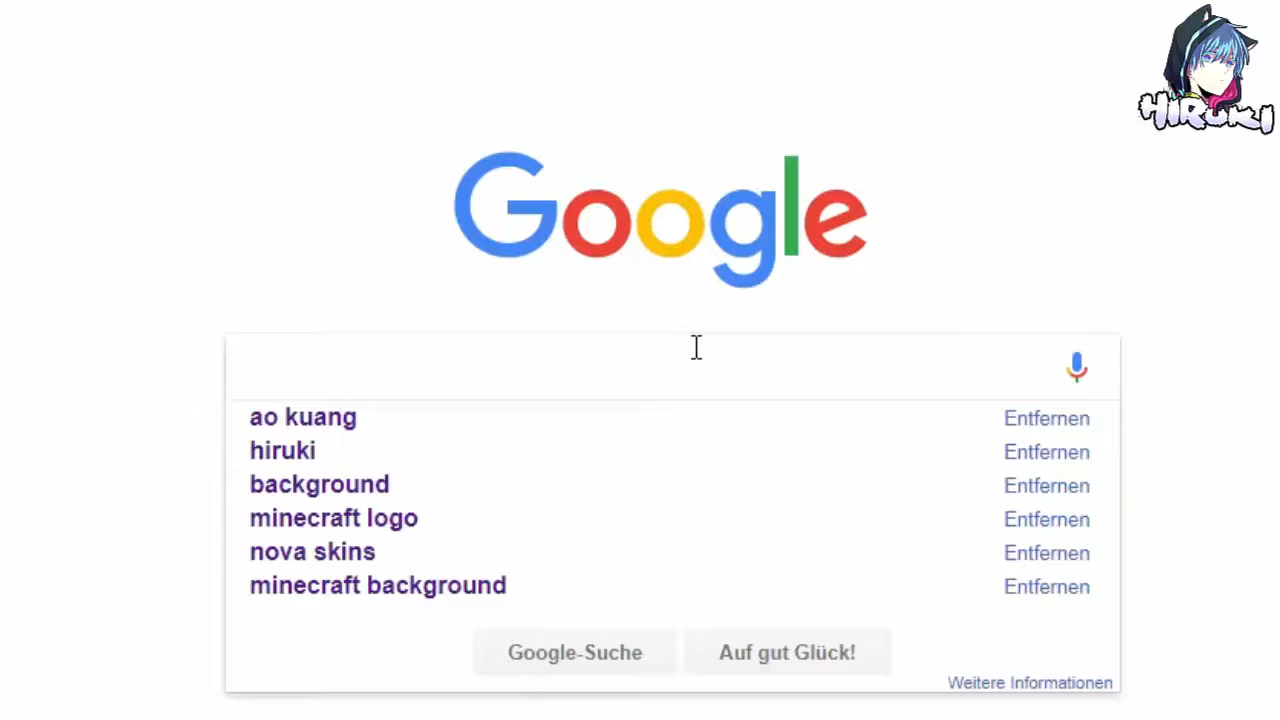 HIRUKI
Google
ao kuang Entfernen
hiruki Entfernen
background Entfernen
minecraft logo Entfernen
nova skins Entfernen
minecraft background Entfernen
Google-Suche Auf gut Glück!
Weitere Informationen